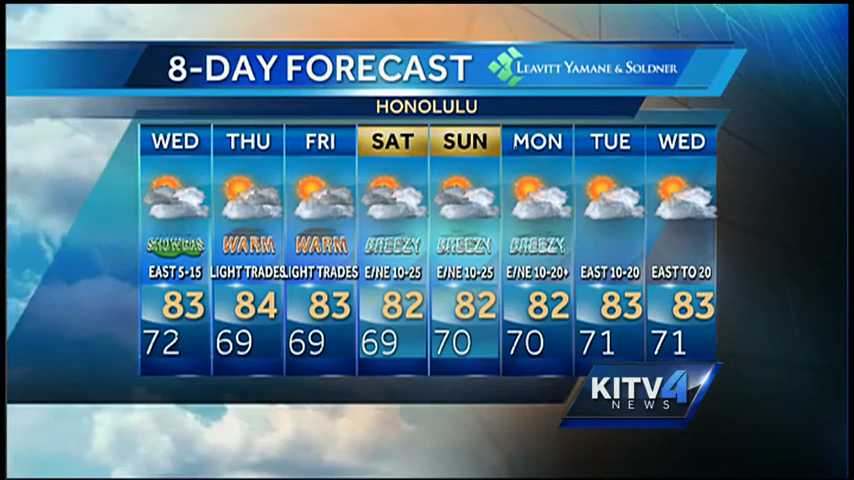 8-DAY FORECAST LEAVITT YAMANE & SOLDNER
HONOLULU
WED THU FRI SAT SUN MON TUE WED
SHOWERS WARM WARM BREEZY BREEZY BREEZY
EAST 5-15 LIGHT TRADES LIGHT TRADES E/NE 10-25 E/NE 10-25 E/NE 10-20+ EAST 10-20 EAST TO 20
83 84 83 82 82 82 83 83
72 69 69 69 70 70 71 71
KITV4
NEWS